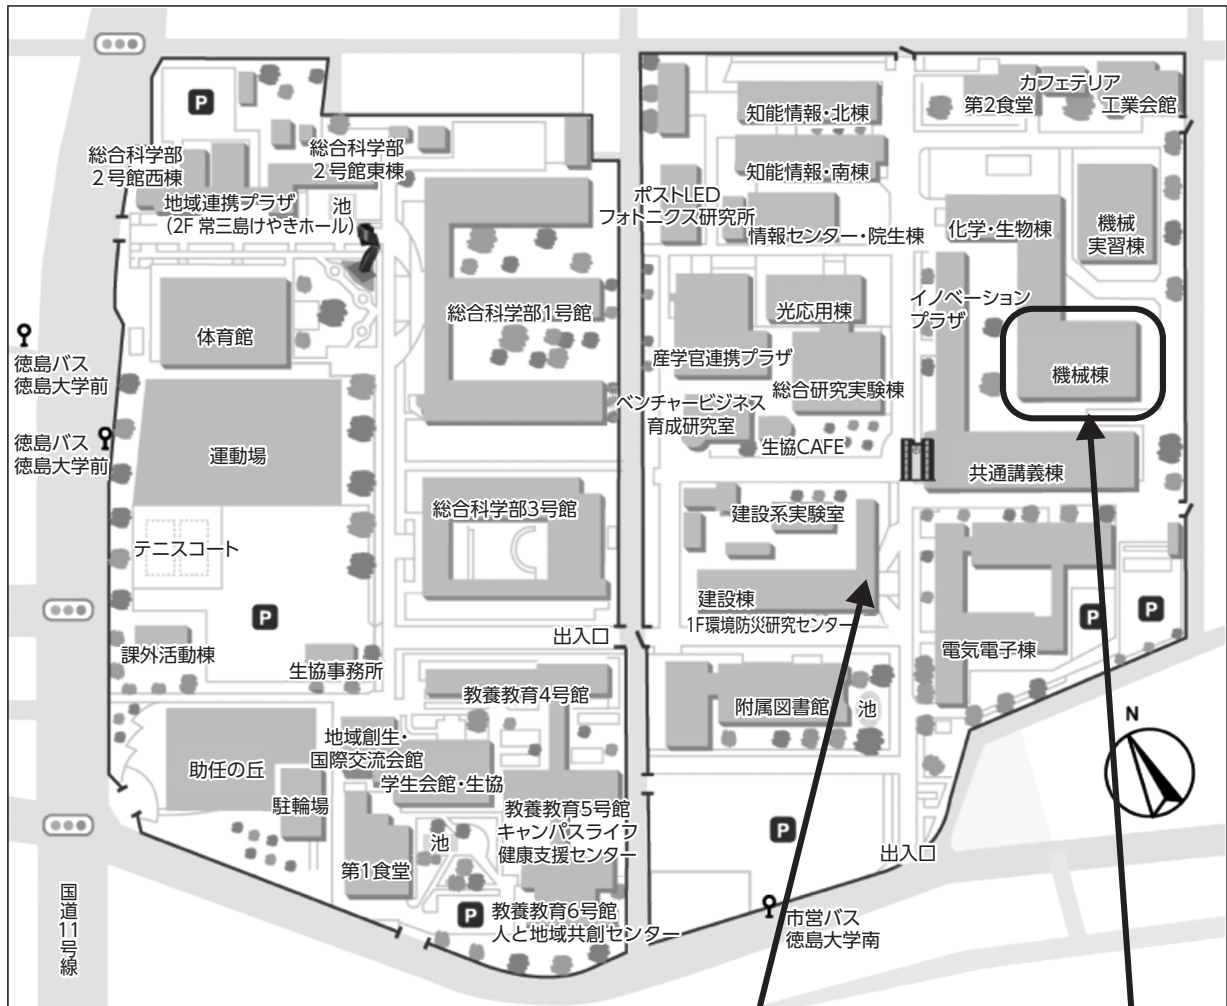 P
総合科学部
2号館西棟
総合科学部
2号館東棟
地域連携プラザ
(2F 常三島けやきホール)
池
体育館
徳島バス
徳島大学前
徳島バス
徳島大学前
運動場
テニスコート
P
課外活動棟
生協事務所
総合科学部1号館
総合科学部3号館
出入口
教養教育4号館
助任の丘
駐輪場
地域創生・
国際交流会館
学生会館・生協
第1食堂
池
教養教育5号館
キャンパスライフ
健康支援センター
P
教養教育6号館
人と地域共創センター
国道11号線
知能情報・北棟
知能情報・南棟
ポストLED
フォトニクス研究所
情報センター・院生棟
第2食堂
カフェテリア
工業会館
化学・生物棟
機械
実習棟
イノベーション
プラザ
機械棟
光応用棟
産学官連携プラザ
総合研究実験棟
ベンチャービジネス
育成研究室
生協CAFE
共通講義棟
建設系実験室
建設棟
1F環境防災研究センター
電気電子棟
P
P
附属図書館
池
N
P
出入口
市営バス
徳島大学南